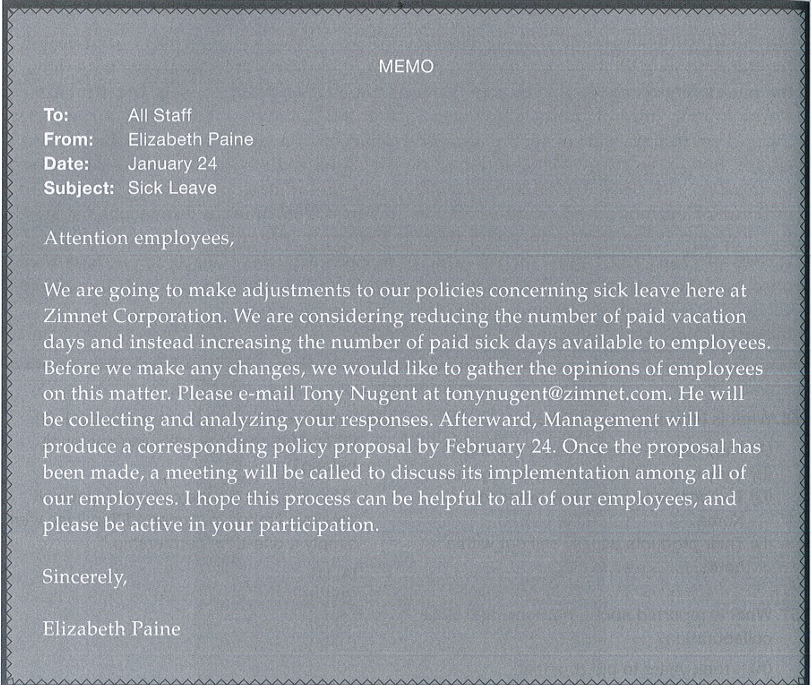 MEMO
To: All Staff
From: Elizabeth Paine
Date: January 24
Subject: Sick Leave
Attention employees,
We are going to make adjustments to our policies concerning sick leave here at
Zimnet Corporation. We are considering reducing the number of paid vacation
days and instead increasing the number of paid sick days available to employees.
Before we make any changes, we would like to gather the opinions of employees
on this matter. Please e-mail Tony Nugent at tonynugent@zimnet.com. He will
be collecting and analyzing your responses. Afterward, Management will
produce a corresponding policy proposal by February 24. Once the proposal has
been made, a meeting will be called to discuss its implementation among all of
our employees. I hope this process can be helpful to all of our employees, and
please be active in your participation.
Sincerely,
Elizabeth Paine